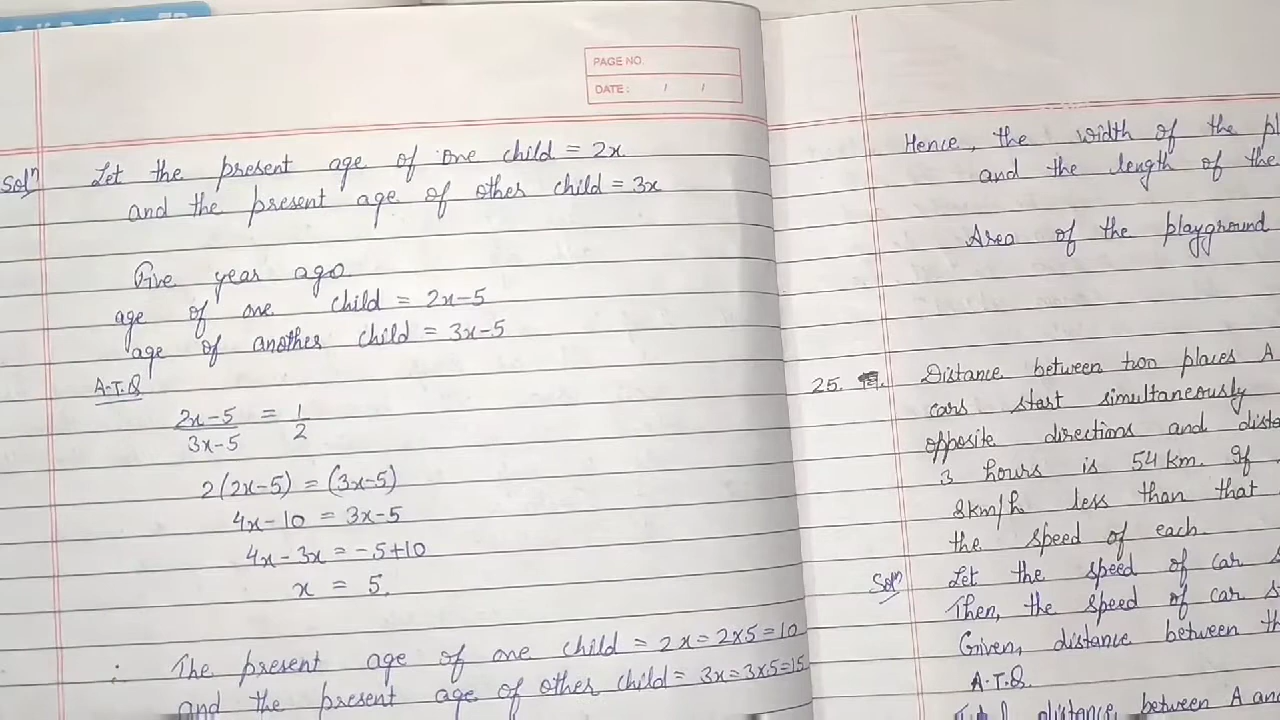 PAGE NO.
DATE : / /
Solⁿ Let the present age of one child = 2x
and the present age of other child = 3x
Five year ago
age of one child = 2x-5
age of another child = 3x-5
A.T.Q
2x-5 / 3x-5 = 1/2
2(2x-5) = (3x-5)
4x-10 = 3x-5
4x-3x = -5+10
x = 5.
∴ The present age of one child = 2x = 2x5 = 10
and the present age of other child = 3x = 3x5 = 15
Hence, the width of the
and the length of the
Area of the playground
25. Distance between two places A
cars start simultaneously
opposite directions and
3 hours is 54 km. If
8km/h less than that
the speed of each.
Solⁿ Let the speed of car
Then, the speed of car
Given, distance between
A.T.Q.
distance between A and